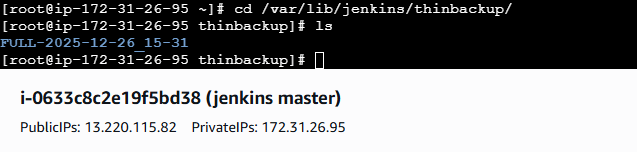 [root@ip-172-31-26-95 ~]# cd /var/lib/jenkins/thinbackup/
[root@ip-172-31-26-95 thinbackup]# ls
FULL-2025-12-26_15-31
[root@ip-172-31-26-95 thinbackup]#
i-0633c8c2e19f5bd38 (jenkins master)
PublicIPs: 13.220.115.82 PrivateIPs: 172.31.26.95